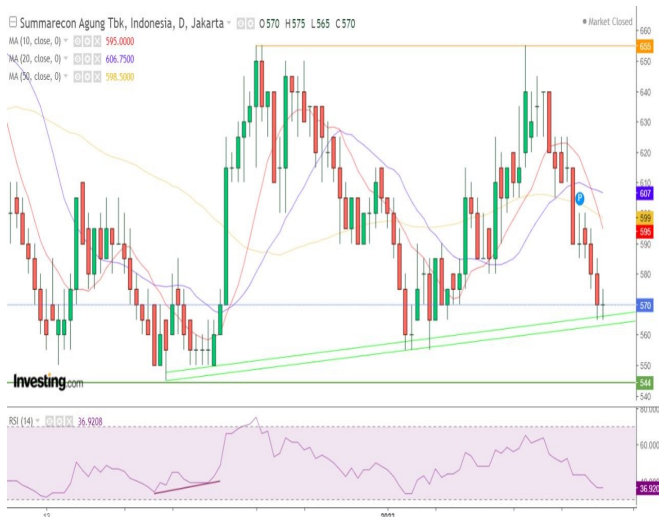 Summarecon Agung Tbk, Indonesia, D, Jakarta O570 H575 L565 C570
Market Closed
MA (10, close, 0) 595.0000
MA (20, close, 0) 606.7500
MA (50, close, 0) 598.5000
660
655
650
640
630
620
610
607
599
595
580
570
560
550
544
540
P
Investing.com
RSI (14) 36.9208
80.000
60.000
36.920